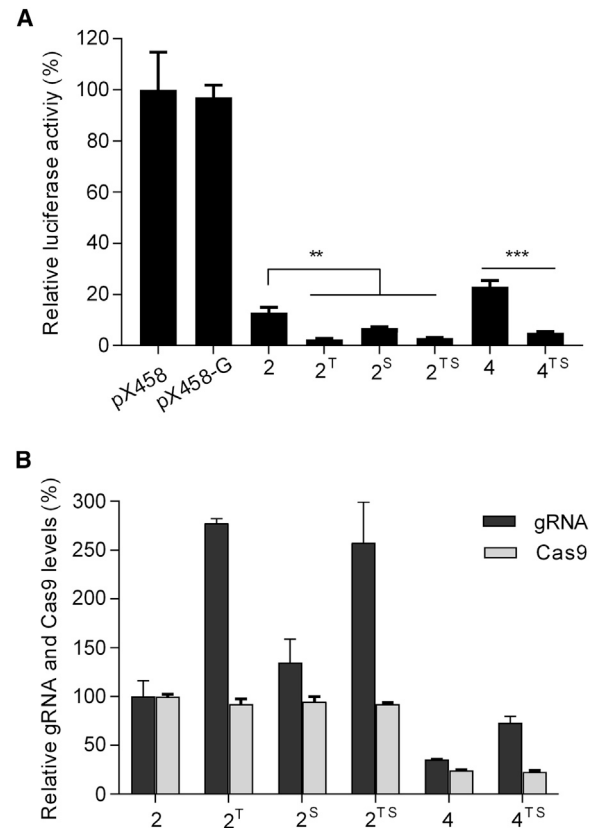 A
Relative luciferase activiy (%)
120
100
80
60
40
20
0
**
***
pX458
pX458-G
2
2ᵀ
2ˢ
2ᵀˢ
4
4ᵀˢ
B
Relative gRNA and Cas9 levels (%)
300
250
200
150
100
50
0
gRNA
Cas9
2
2ᵀ
2ˢ
2ᵀˢ
4
4ᵀˢ